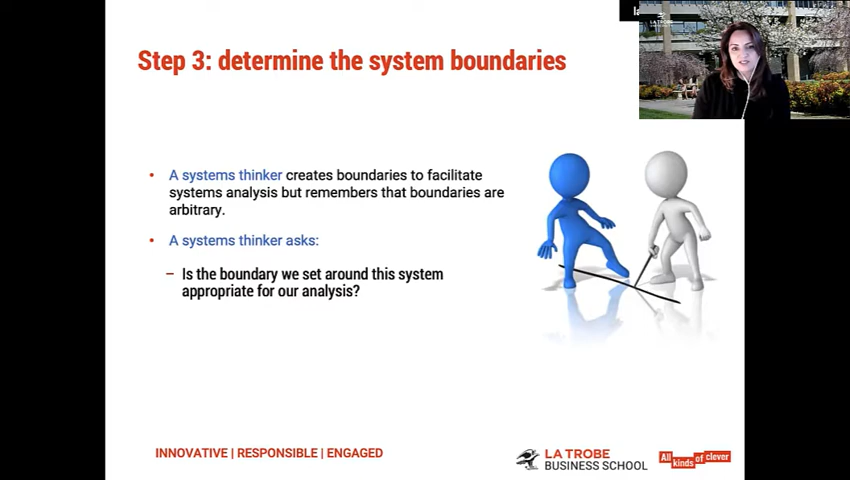 LA TROBE
Step 3: determine the system boundaries
• A systems thinker creates boundaries to facilitate
systems analysis but remembers that boundaries are
arbitrary.
• A systems thinker asks:
– Is the boundary we set around this system
appropriate for our analysis?
INNOVATIVE | RESPONSIBLE | ENGAGED
LA TROBE
BUSINESS SCHOOL
All kinds of clever